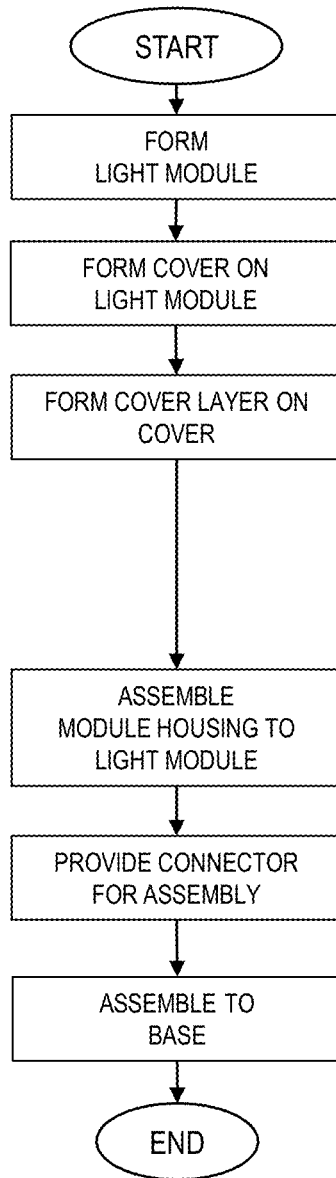 START
FORM
LIGHT MODULE
FORM COVER ON
LIGHT MODULE
FORM COVER LAYER ON
COVER
ASSEMBLE
MODULE HOUSING TO
LIGHT MODULE
PROVIDE CONNECTOR
FOR ASSEMBLY
ASSEMBLE TO
BASE
END